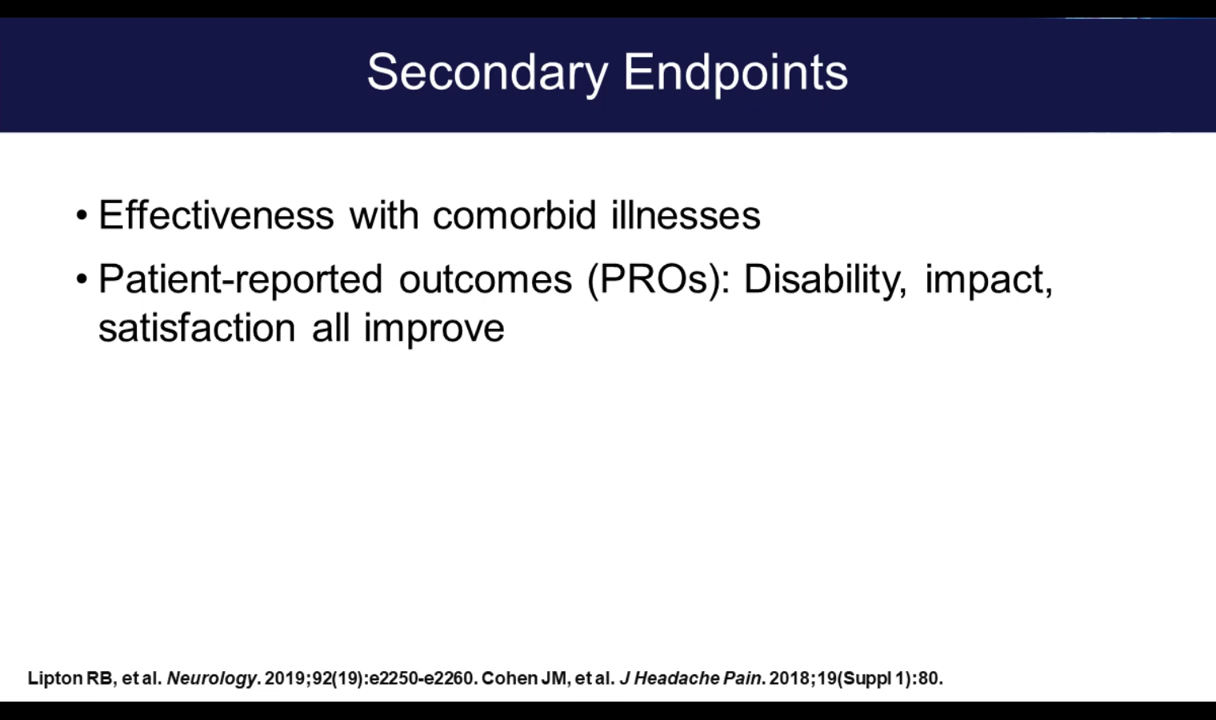 Secondary Endpoints
• Effectiveness with comorbid illnesses
• Patient-reported outcomes (PROs): Disability, impact,
satisfaction all improve
Lipton RB, et al. Neurology. 2019;92(19):e2250-e2260. Cohen JM, et al. J Headache Pain. 2018;19(Suppl 1):80.